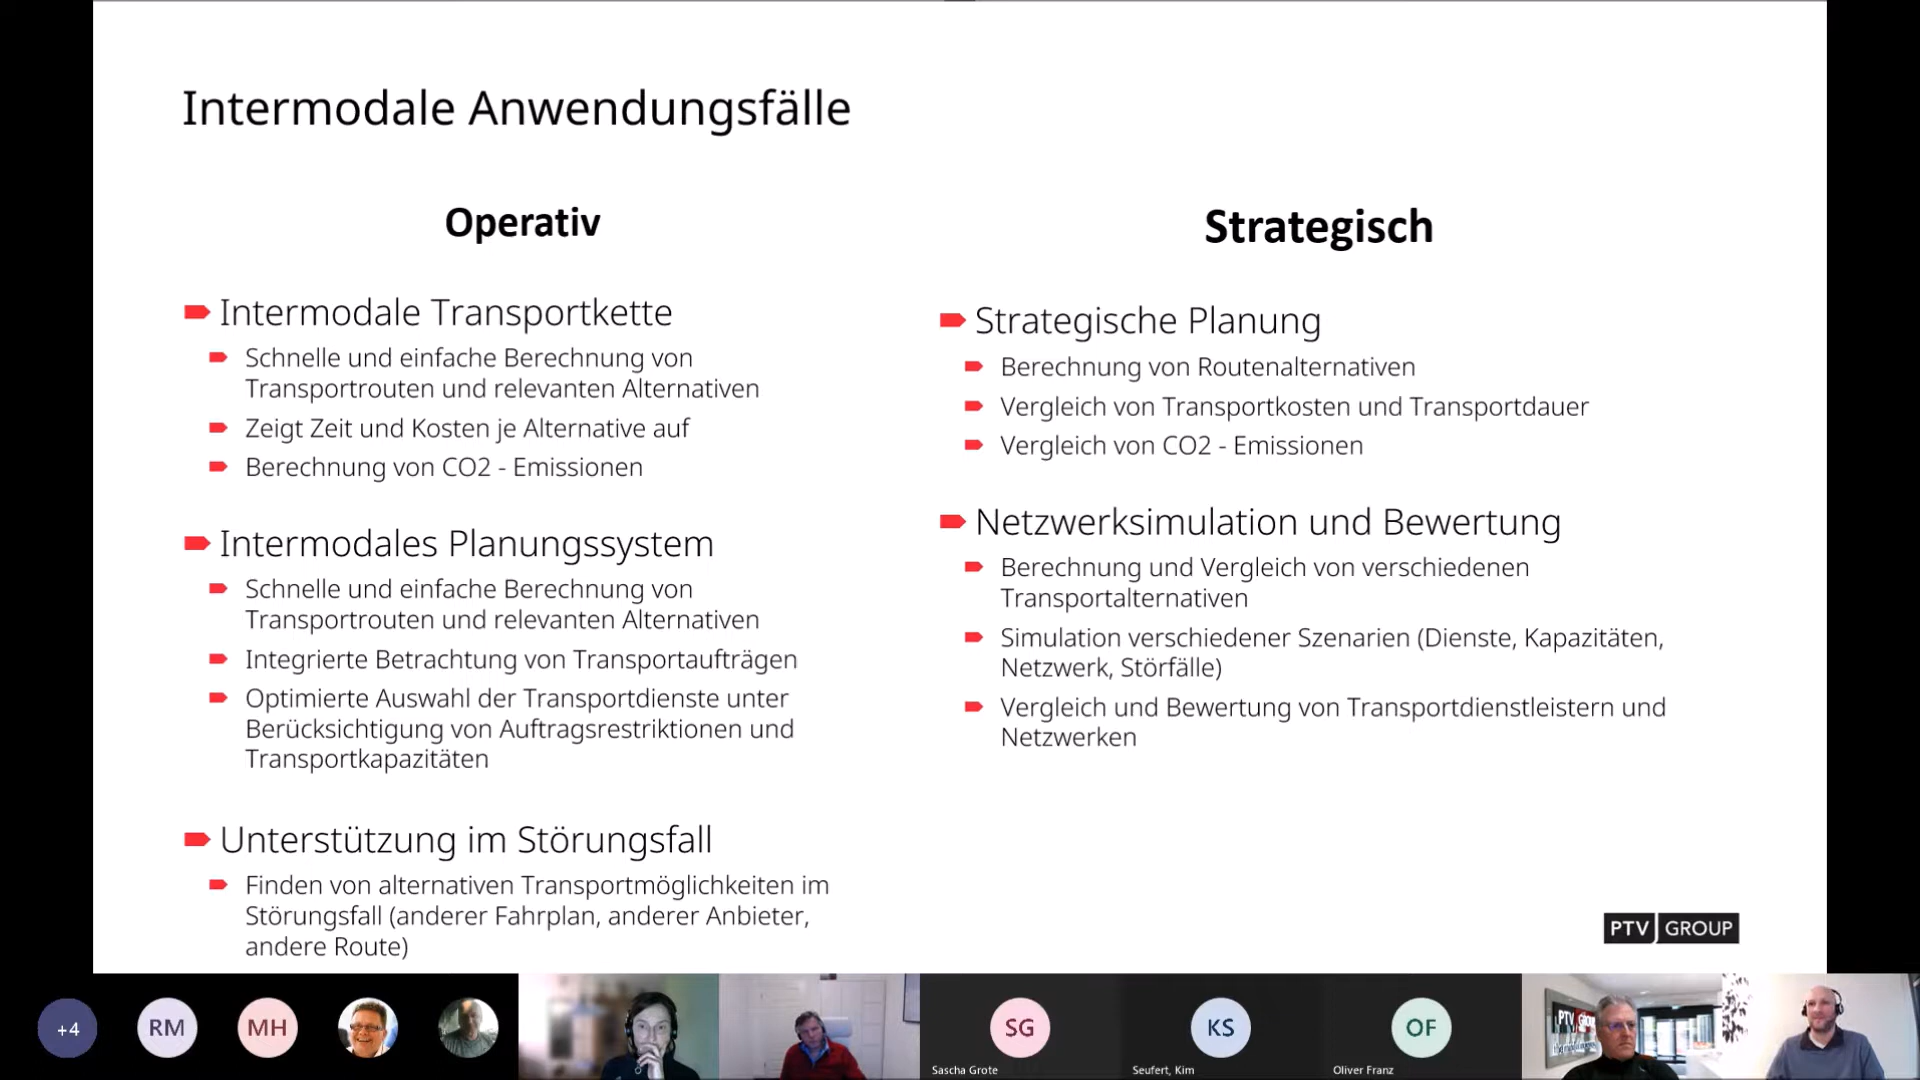 Intermodale Anwendungsfälle
Operativ
Intermodale Transportkette
Schnelle und einfache Berechnung von
Transportrouten und relevanten Alternativen
Zeigt Zeit und Kosten je Alternative auf
Berechnung von CO2 - Emissionen
Intermodales Planungssystem
Schnelle und einfache Berechnung von
Transportrouten und relevanten Alternativen
Integrierte Betrachtung von Transportaufträgen
Optimierte Auswahl der Transportdienste unter
Berücksichtigung von Auftragsrestriktionen und
Transportkapazitäten
Unterstützung im Störungsfall
Finden von alternativen Transportmöglichkeiten im
Störungsfall (anderer Fahrplan, anderer Anbieter,
andere Route)
Strategisch
Strategische Planung
Berechnung von Routenalternativen
Vergleich von Transportkosten und Transportdauer
Vergleich von CO2 - Emissionen
Netzwerksimulation und Bewertung
Berechnung und Vergleich von verschiedenen
Transportalternativen
Simulation verschiedener Szenarien (Dienste, Kapazitäten,
Netzwerk, Störfälle)
Vergleich und Bewertung von Transportdienstleistern und
Netzwerken
PTV GROUP
+4
RM
MH
SG
Sascha Grote
KS
Seufert, Kim
OF
Oliver Franz
PTV